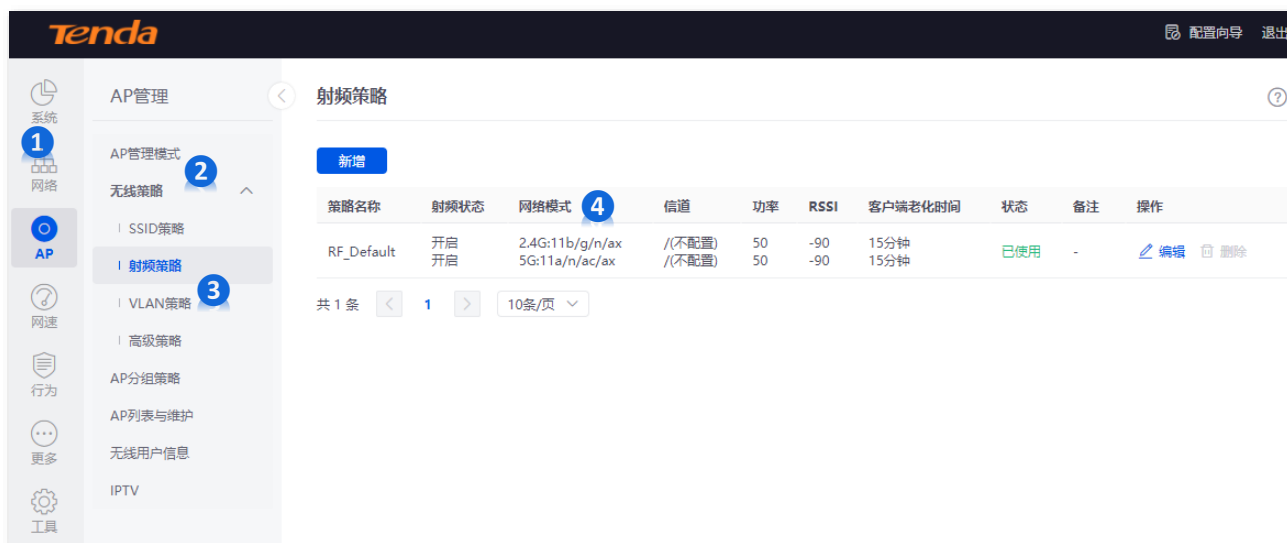 Tenda
配置向导 退出
系统
1
网络
AP
网速
行为
更多
工具
AP管理
AP管理模式
2
无线策略
SSID策略
射频策略
3
VLAN策略
高级策略
AP分组策略
AP列表与维护
无线用户信息
IPTV
射频策略
?
新增
策略名称 射频状态 网络模式 4 信道 功率 RSSI 客户端老化时间 状态 备注 操作
RF_Default 开启 2.4G:11b/g/n/ax /(不配置) 50 -90 15分钟 已使用 - 编辑 删除
开启 5G:11a/n/ac/ax /(不配置) 50 -90 15分钟
共 1 条 < 1 > 10条/页